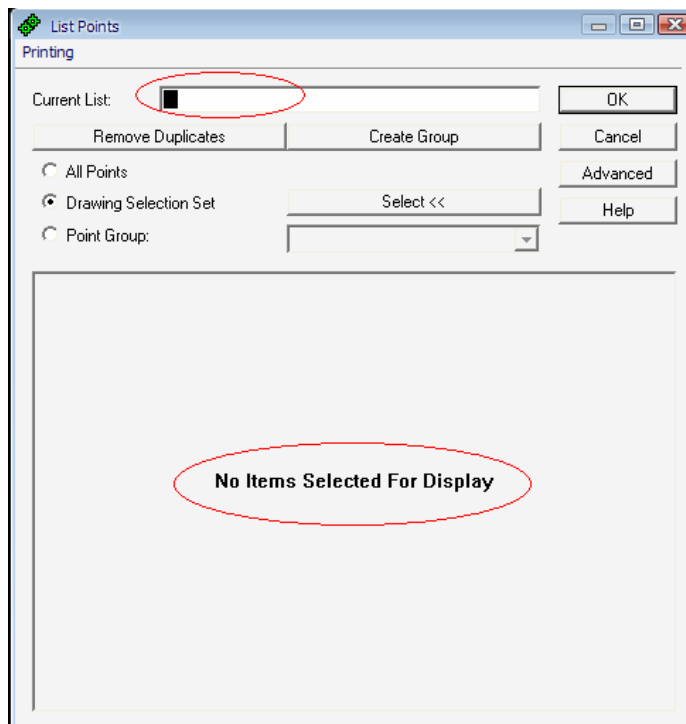 List Points
Printing
Current List:
OK
Remove Duplicates Create Group Cancel
All Points Advanced
Drawing Selection Set Select <<
Help
Point Group:
No Items Selected For Display